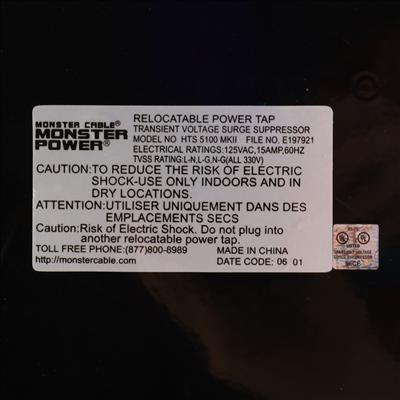 RELOCATABLE POWER TAP
MONSTER CABLE®
MONSTER POWER®
TRANSIENT VOLTAGE SURGE SUPPRESSOR
MODEL NO HTS 5100 MKII FILE NO. E197921
ELECTRICAL RATINGS:125VAC,15AMP,60HZ
TVSS RATING:L-N,L-G,N-G(ALL 330V)
CAUTION:TO REDUCE THE RISK OF ELECTRIC
SHOCK-USE ONLY INDOORS AND IN
DRY LOCATIONS.
ATTENTION:UTILISER UNIQUEMENT DANS DES
EMPLACEMENTS SECS
Caution:Risk of Electric Shock. Do not plug into
another relocatable power tap.
TOLL FREE PHONE:(877)800-8989 MADE IN CHINA
http://monstercable.com DATE CODE: 06 01